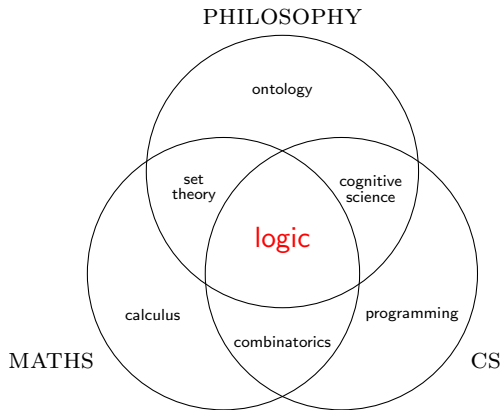 PHILOSOPHY
ontology
set
theory
cognitive
science
logic
calculus
programming
combinatorics
MATHS
CS